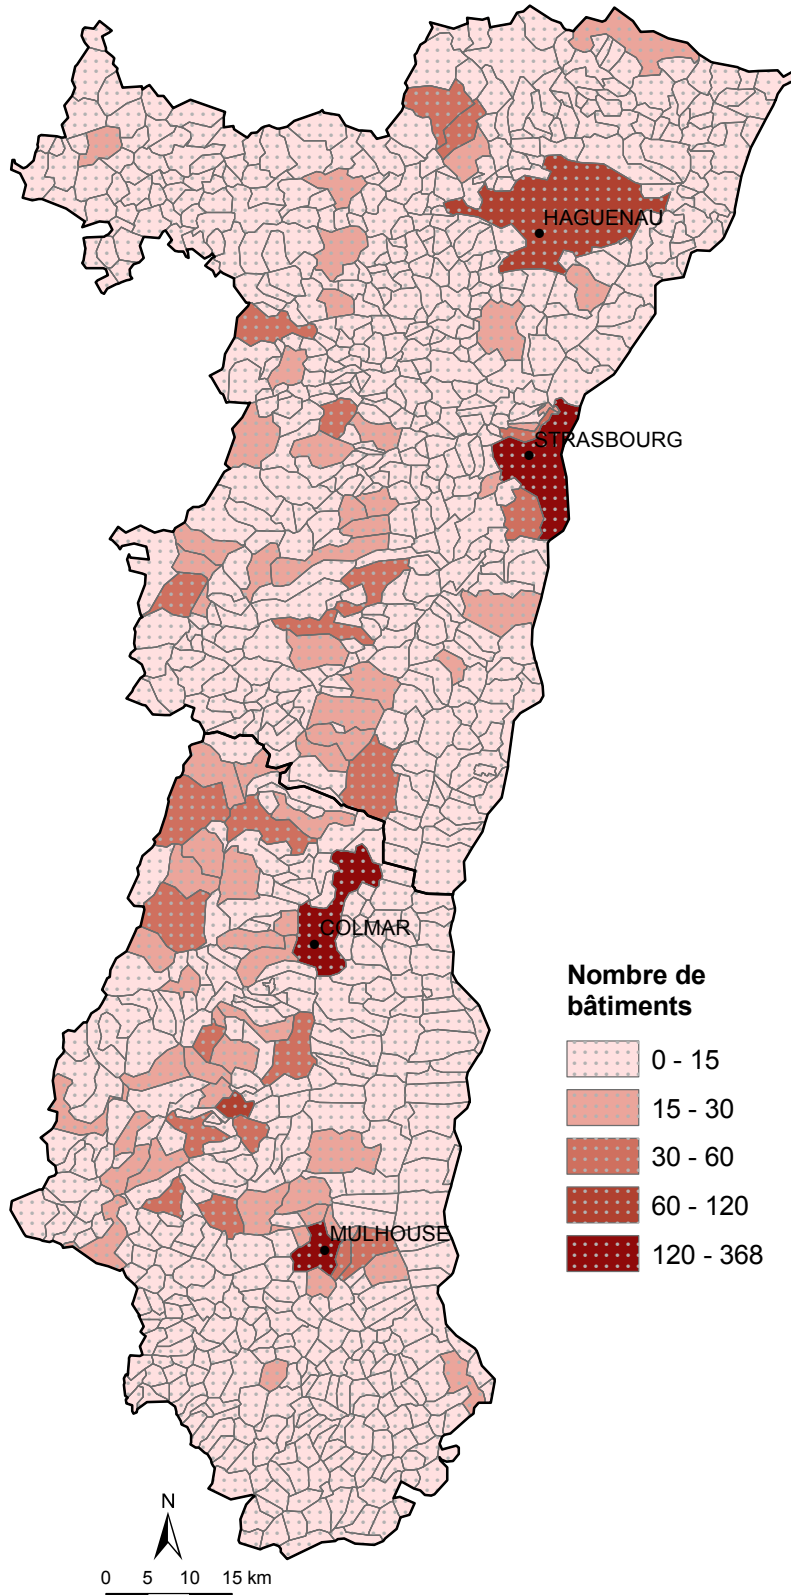 HAGUENAU
STRASBOURG
COLMAR
MULHOUSE
Nombre de
bâtiments
0 - 15
15 - 30
30 - 60
60 - 120
120 - 368
N
0 5 10 15 km